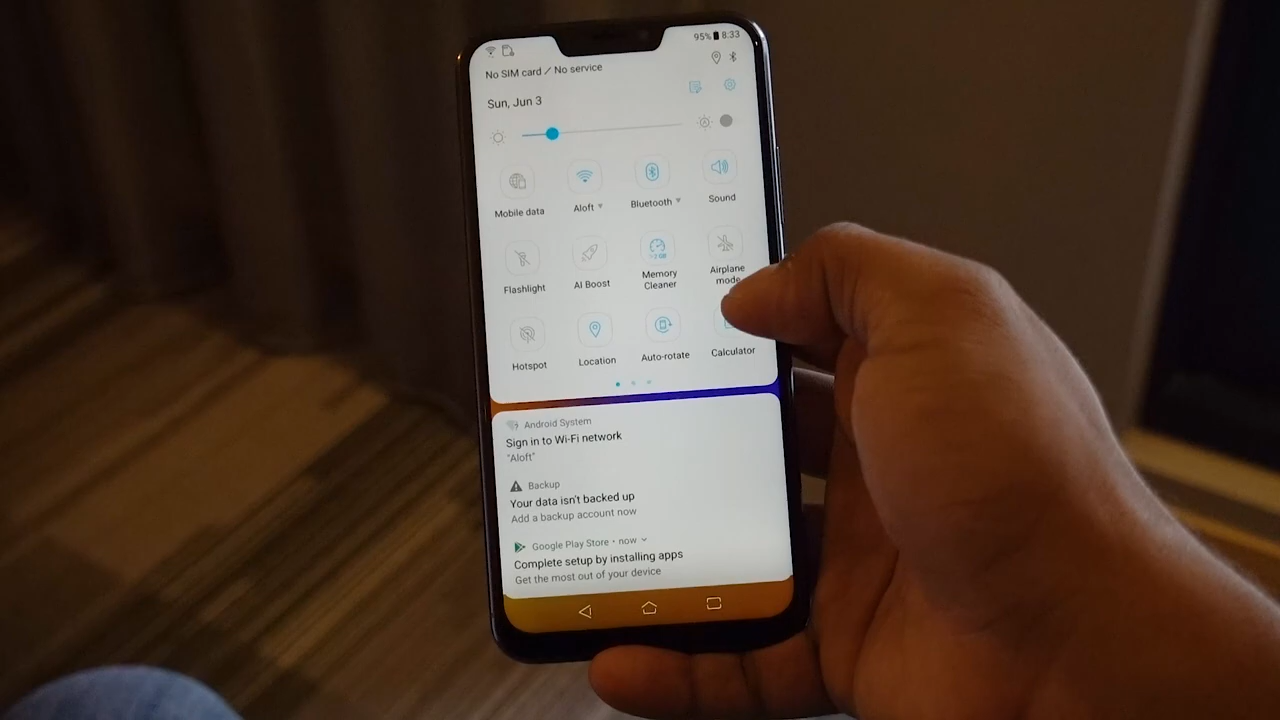 95% 8:33
No SIM card / No service
Sun, Jun 3
Mobile data
Aloft
Bluetooth
Sound
Flashlight
AI Boost
Memory
Cleaner
Airplane
mode
Hotspot
Location
Auto-rotate
Calculator
Android System
Sign in to Wi-Fi network
"Aloft"
Backup
Your data isn't backed up
Add a backup account now
Google Play Store • now
Complete setup by installing apps
Get the most out of your device